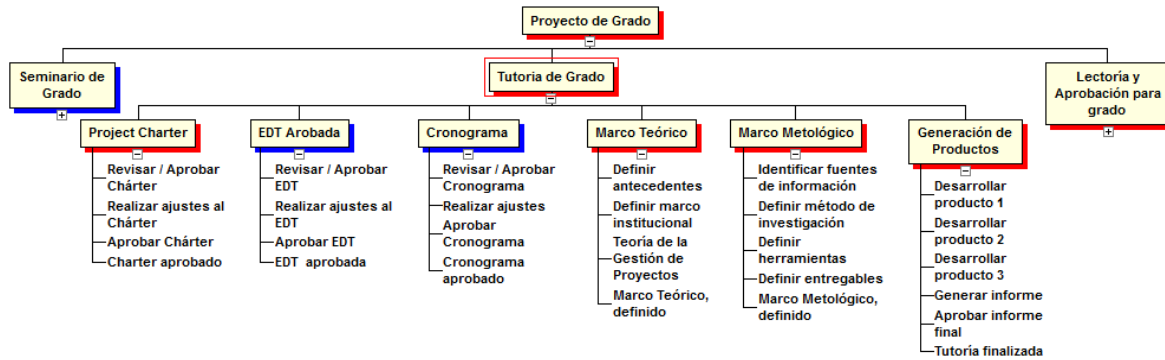 Proyecto de Grado
Seminario de
Grado
Tutoria de Grado
Lectoría y
Aprobación para
grado
Project Charter
Revisar / Aprobar
Chárter
Realizar ajustes al
Chárter
Aprobar Chárter
Charter aprobado
EDT Arobada
Revisar / Aprobar
EDT
Realizar ajustes al
EDT
Aprobar EDT
EDT aprobada
Cronograma
Revisar / Aprobar
Cronograma
Realizar ajustes
Aprobar
Cronograma
Cronograma
aprobado
Marco Teórico
Definir
antecedentes
Definir marco
institucional
Teoría de la
Gestión de
Proyectos
Marco Teórico,
definido
Marco Metológico
Identificar fuentes
de información
Definir método de
investigación
Definir
herramientas
Definir entregables
Marco Metológico,
definido
Generación de
Productos
Desarrollar
producto 1
Desarrollar
producto 2
Desarrollar
producto 3
Generar informe
Aprobar informe
final
Tutoría finalizada